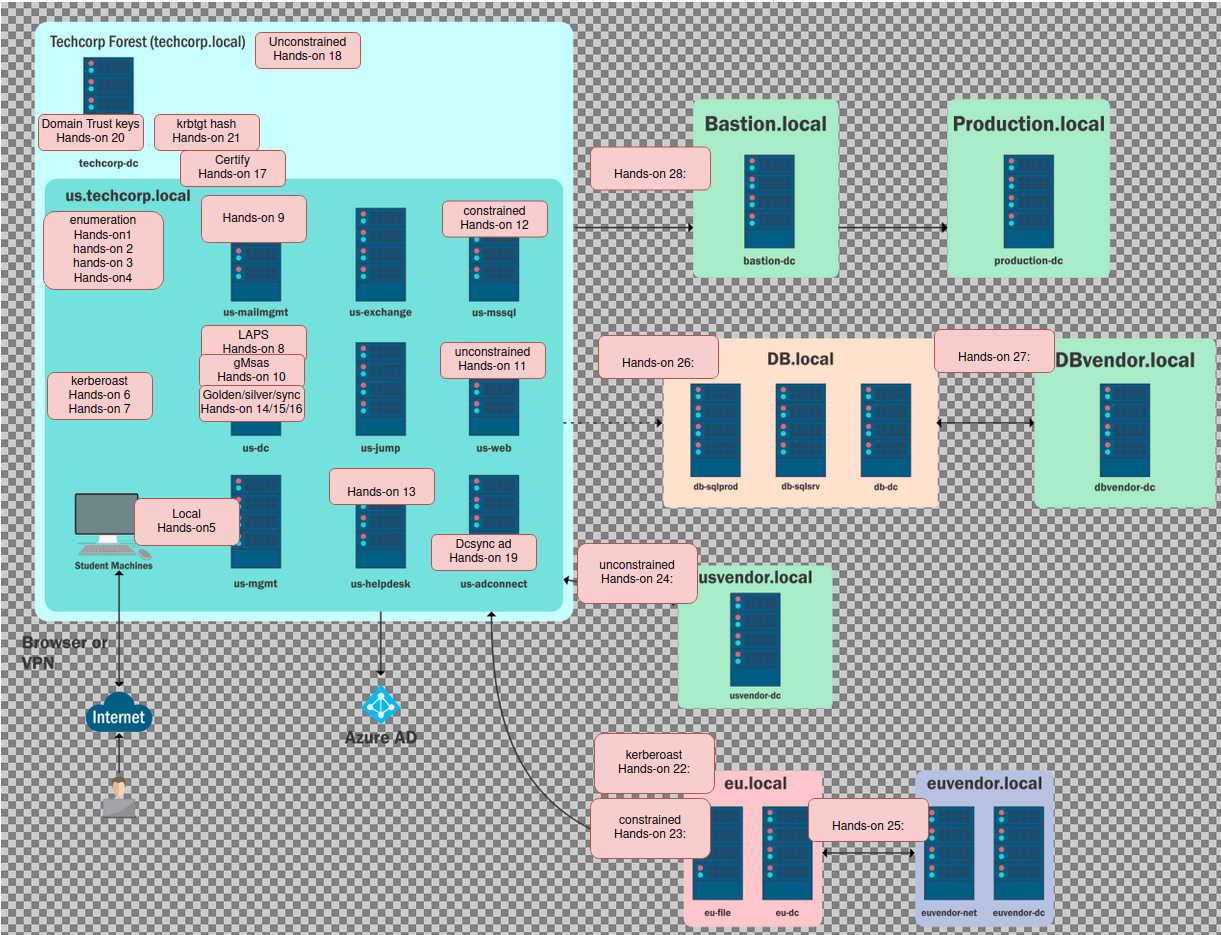 Techcorp Forest (techcorp.local)
Unconstrained
Hands-on 18
Domain Trust keys
Hands-on 20
krbtgt hash
Hands-on 21
techcorp-dc
Certify
Hands-on 17
us.techcorp.local
enumeration
Hands-on1
hands-on 2
hands-on 3
Hands-on4
Hands-on 9
constrained
Hands-on 12
us-mailmgmt
us-exchange
us-mssql
LAPS
Hands-on 8
gMsas
Hands-on 10
Golden/silver/sync
Hands-on 14/15/16
unconstrained
Hands-on 11
kerberoast
Hands-on 6
Hands-on 7
us-dc
us-jump
us-web
Local
Hands-on5
Hands-on 13
Dcsync ad
Hands-on 19
Student Machines
us-mgmt
us-helpdesk
us-adconnect
Browser or
VPN
Internet
Azure AD
Hands-on 28:
Bastion.local
bastion-dc
Production.local
production-dc
Hands-on 26:
DB.local
db-sqlprod
db-sqlsrv
db-dc
Hands-on 27:
DBvendor.local
dbvendor-dc
unconstrained
Hands-on 24:
usvendor.local
usvendor-dc
kerberoast
Hands-on 22:
constrained
Hands-on 23:
eu.local
eu-file
eu-dc
Hands-on 25:
euvendor.local
euvendor-net
euvendor-dc